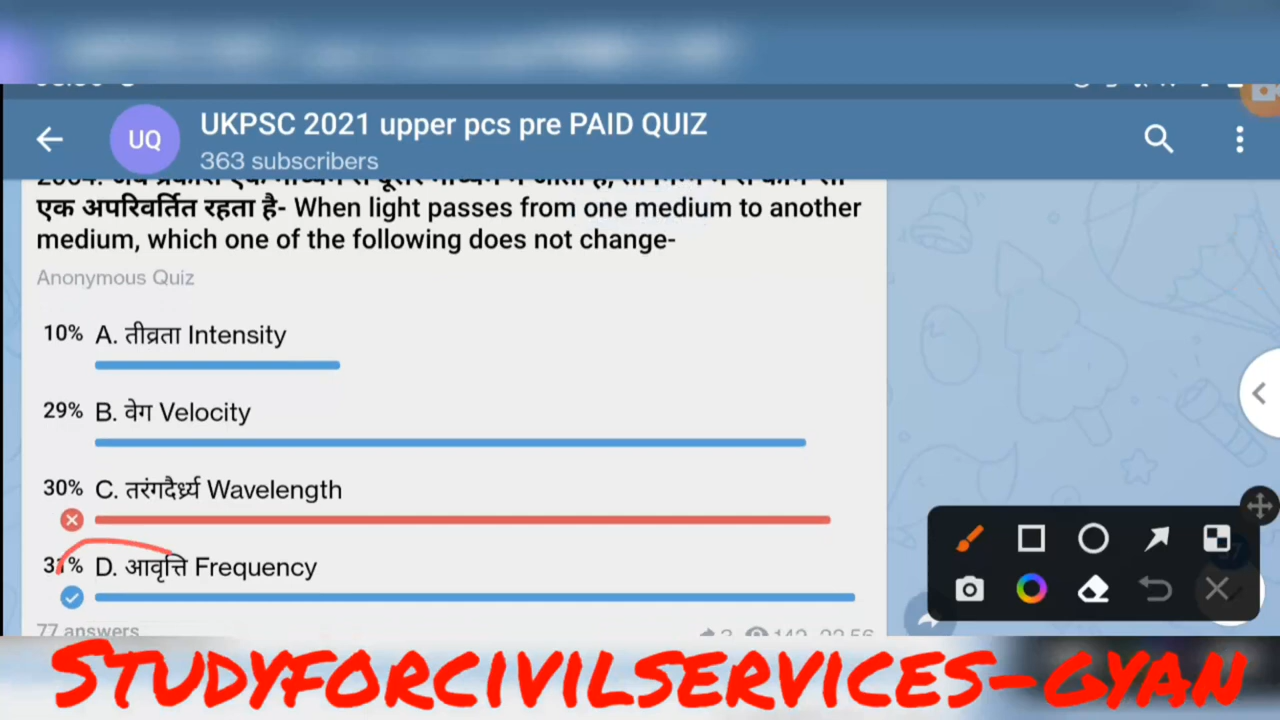 UQ
UKPSC 2021 upper pcs pre PAID QUIZ
363 subscribers
एक अपरिवर्तित रहता है- When light passes from one medium to another
medium, which one of the following does not change-
Anonymous Quiz
10% A. तीव्रता Intensity
29% B. वेग Velocity
30% C. तरंगदैर्ध्य Wavelength
31% D. आवृत्ति Frequency
77 answers
STUDYFORCIVILSERVICES-GYAN